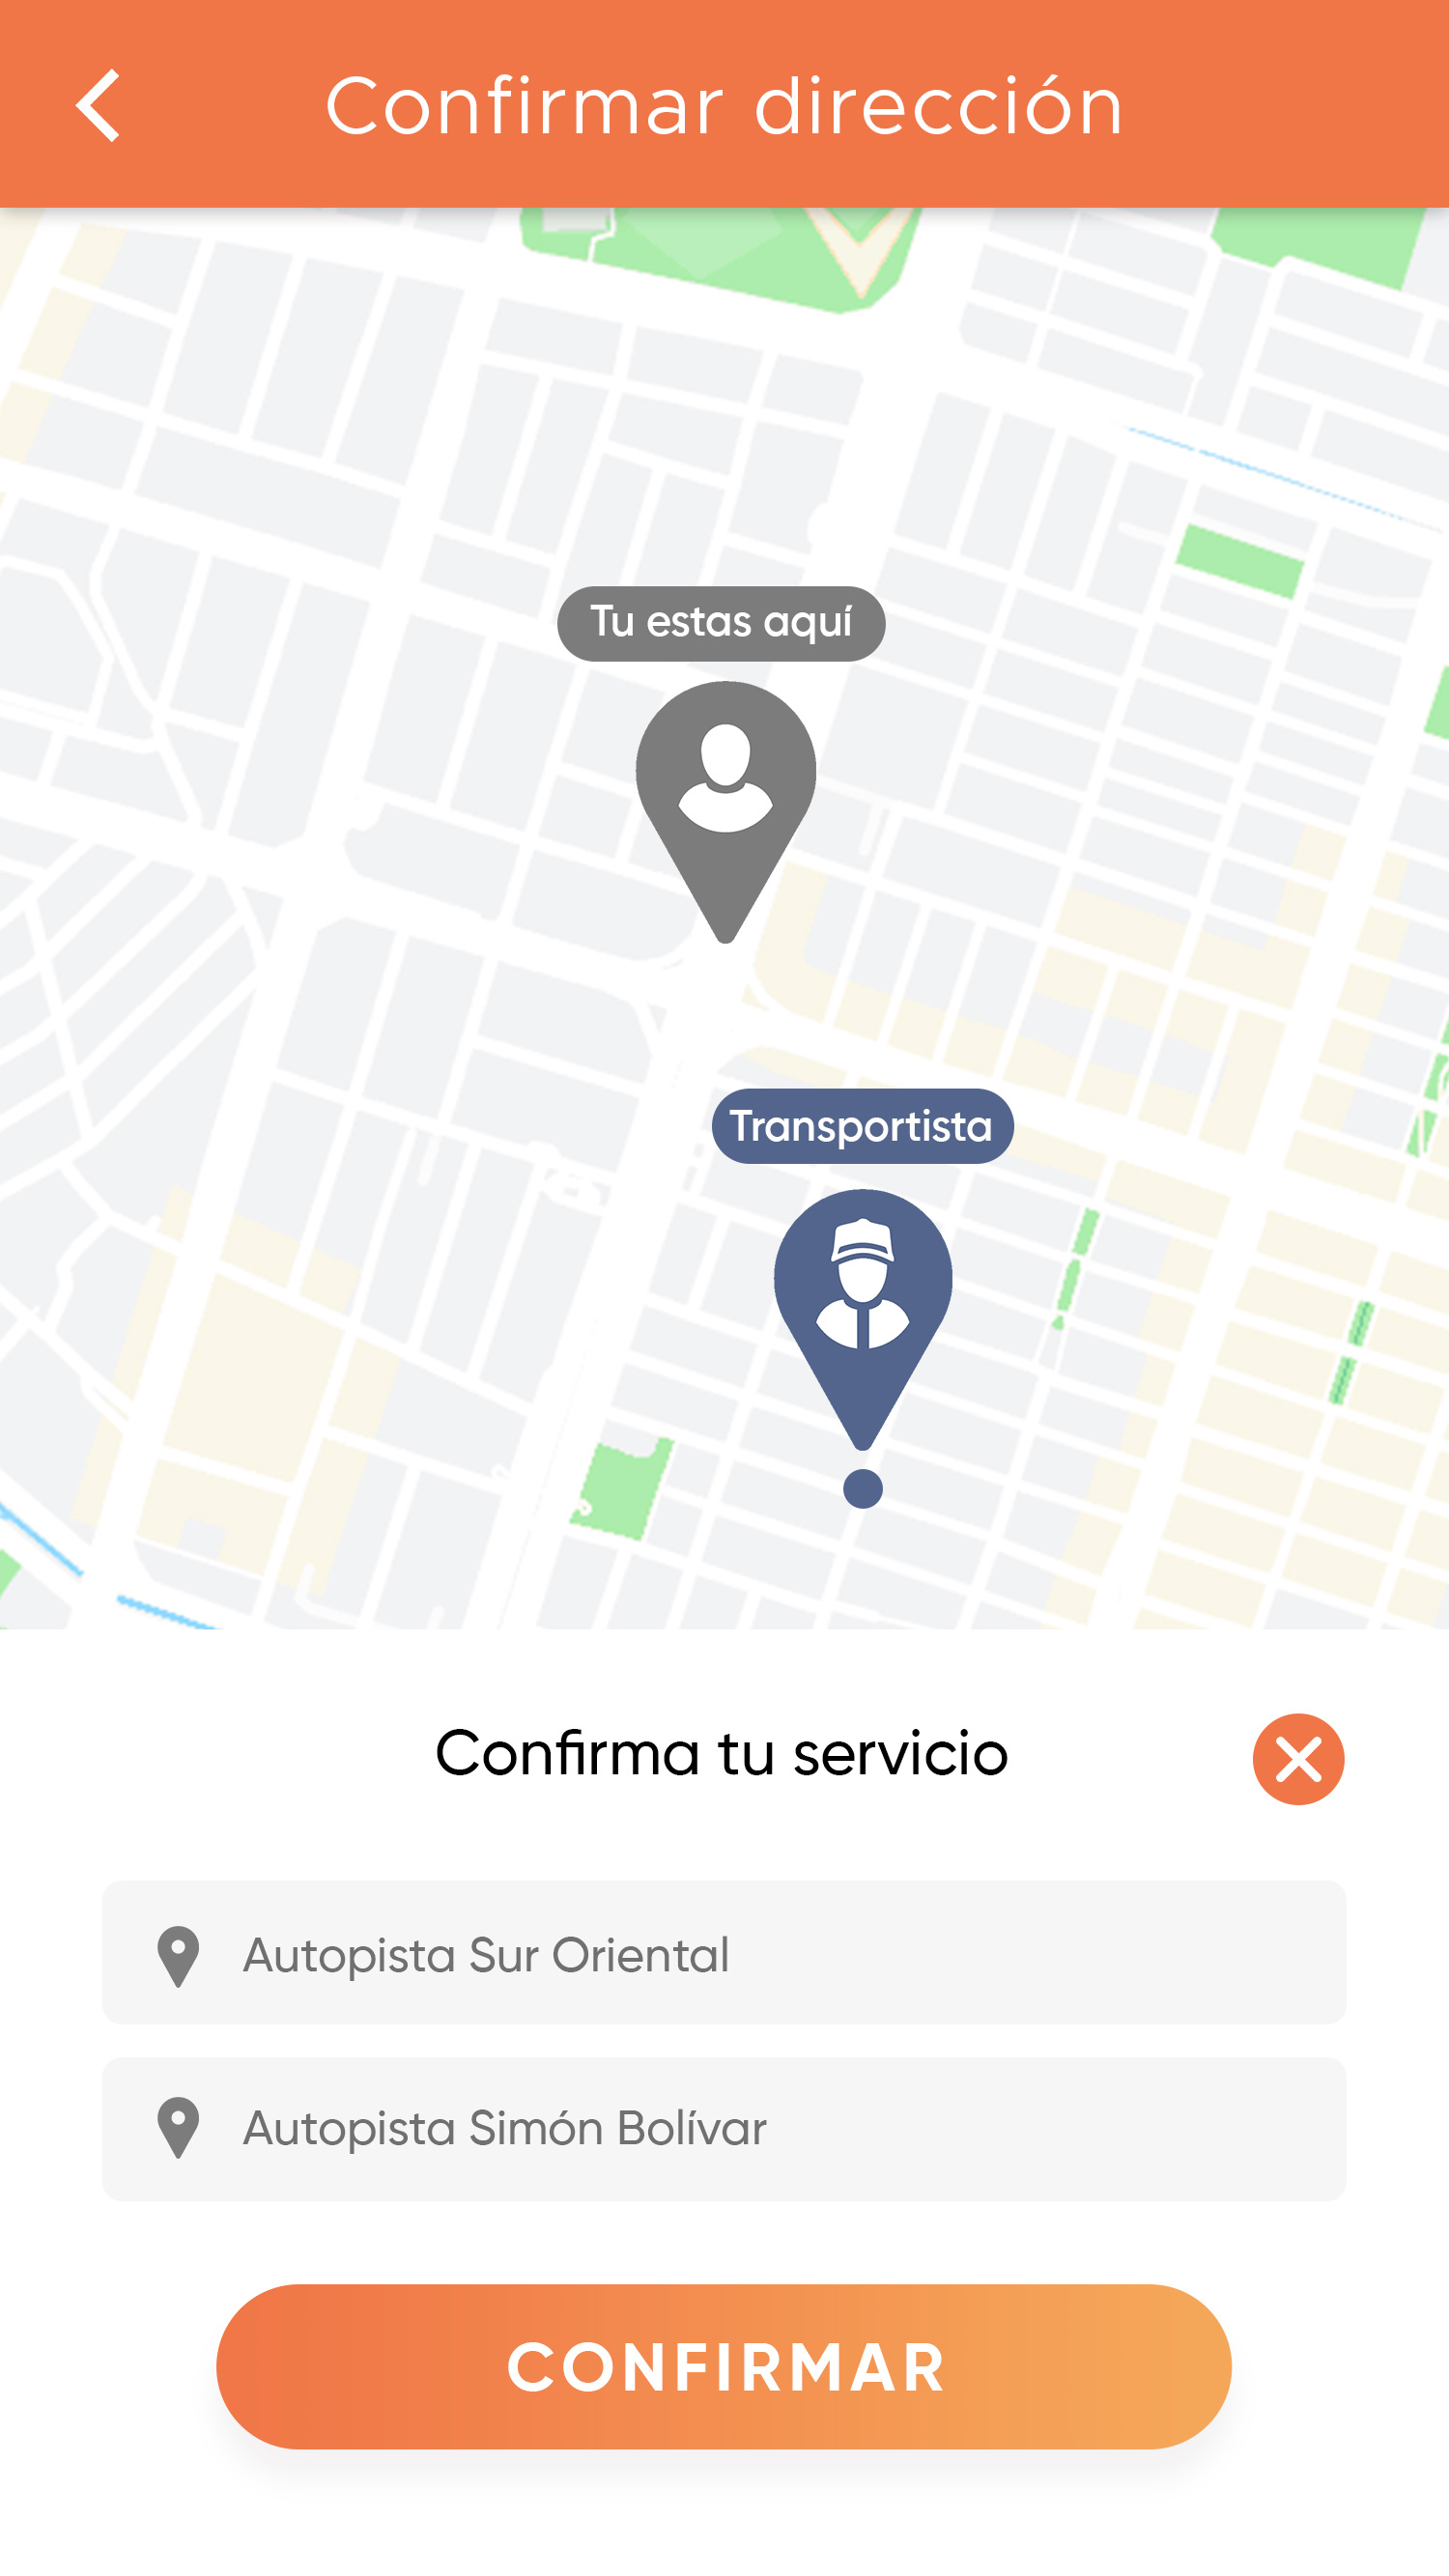 Confirmar dirección
Tu estas aquí
Transportista
Confirma tu servicio
Autopista Sur Oriental
Autopista Simón Bolívar
CONFIRMAR